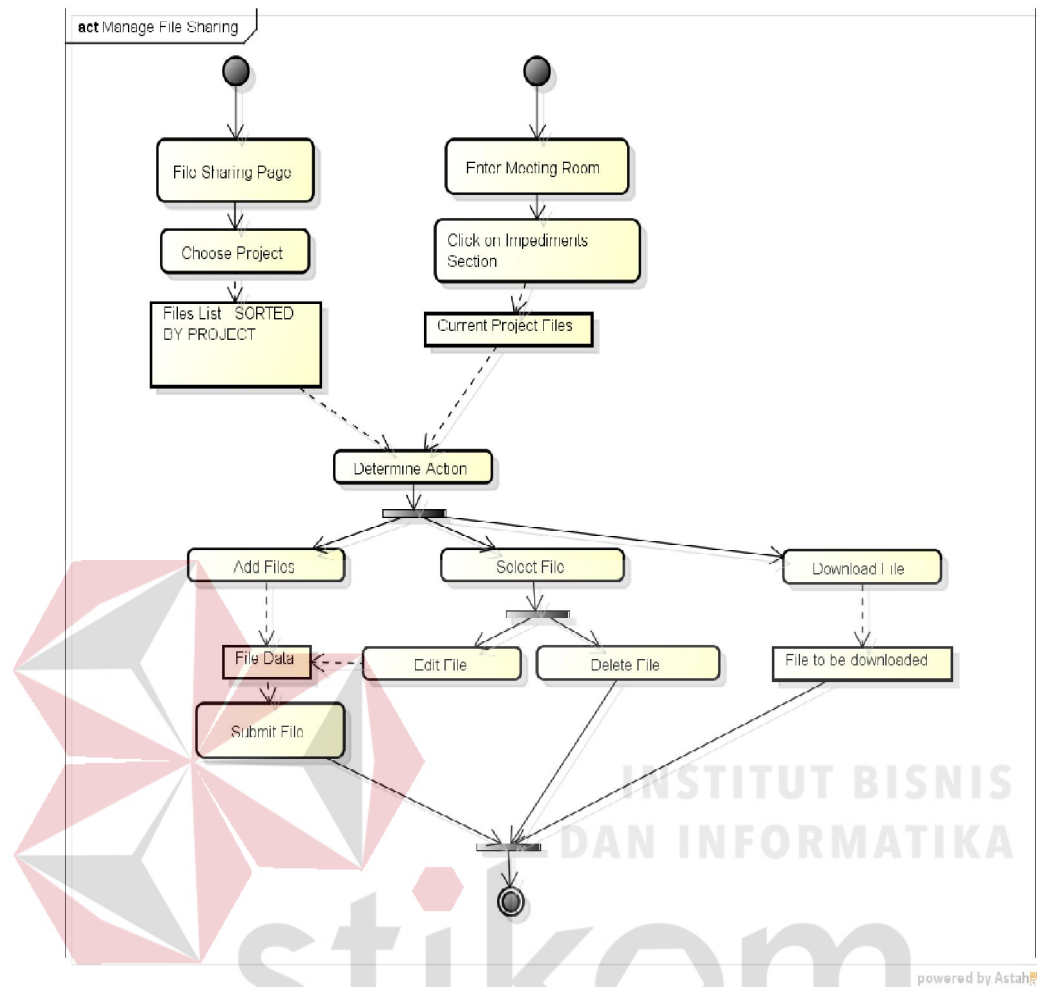 act Manage File Sharing
File Sharing Page
Enter Meeting Room
Choose Project
Click on Impediments
Section
Files List SORTED
BY PROJECT
Current Project Files
Determine Action
Add Files
Select File
Download File
File Data
Edit File
Delete File
File to be downloaded
Submit File
INSTITUT BISNIS
DAN INFORMATIKA
stikom
powered by Astah